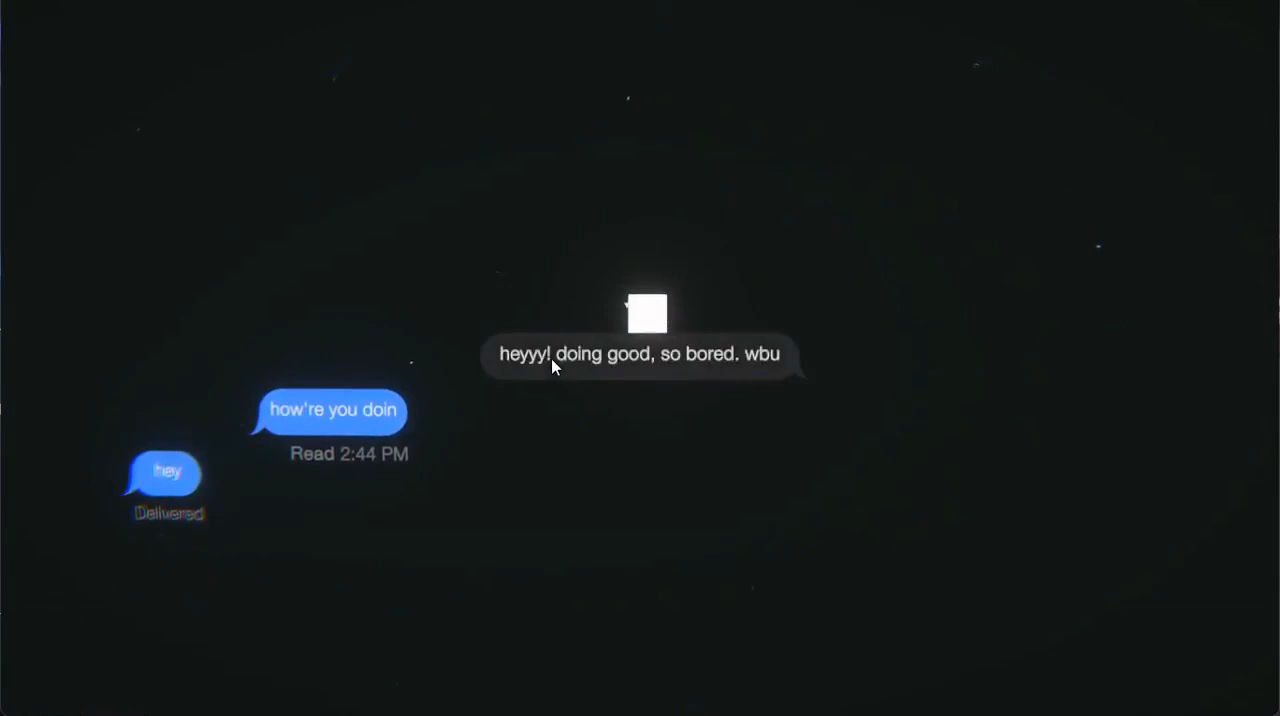 heyyy! doing good, so bored. wbu
how're you doin
Read 2:44 PM
hey
Delivered